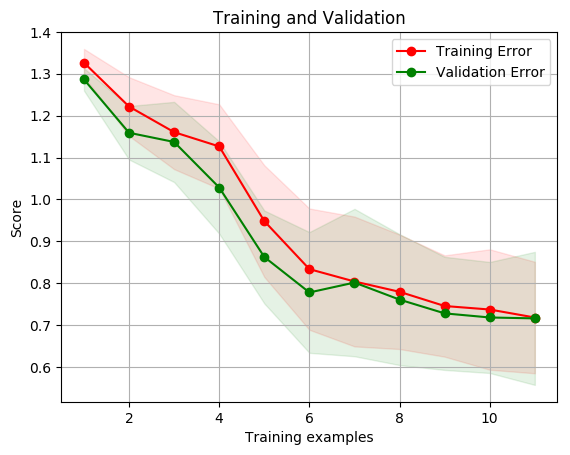 Training and Validation
Training Error
Validation Error
Score
1.4
1.3
1.2
1.1
1.0
0.9
0.8
0.7
0.6
2 4 6 8 10
Training examples